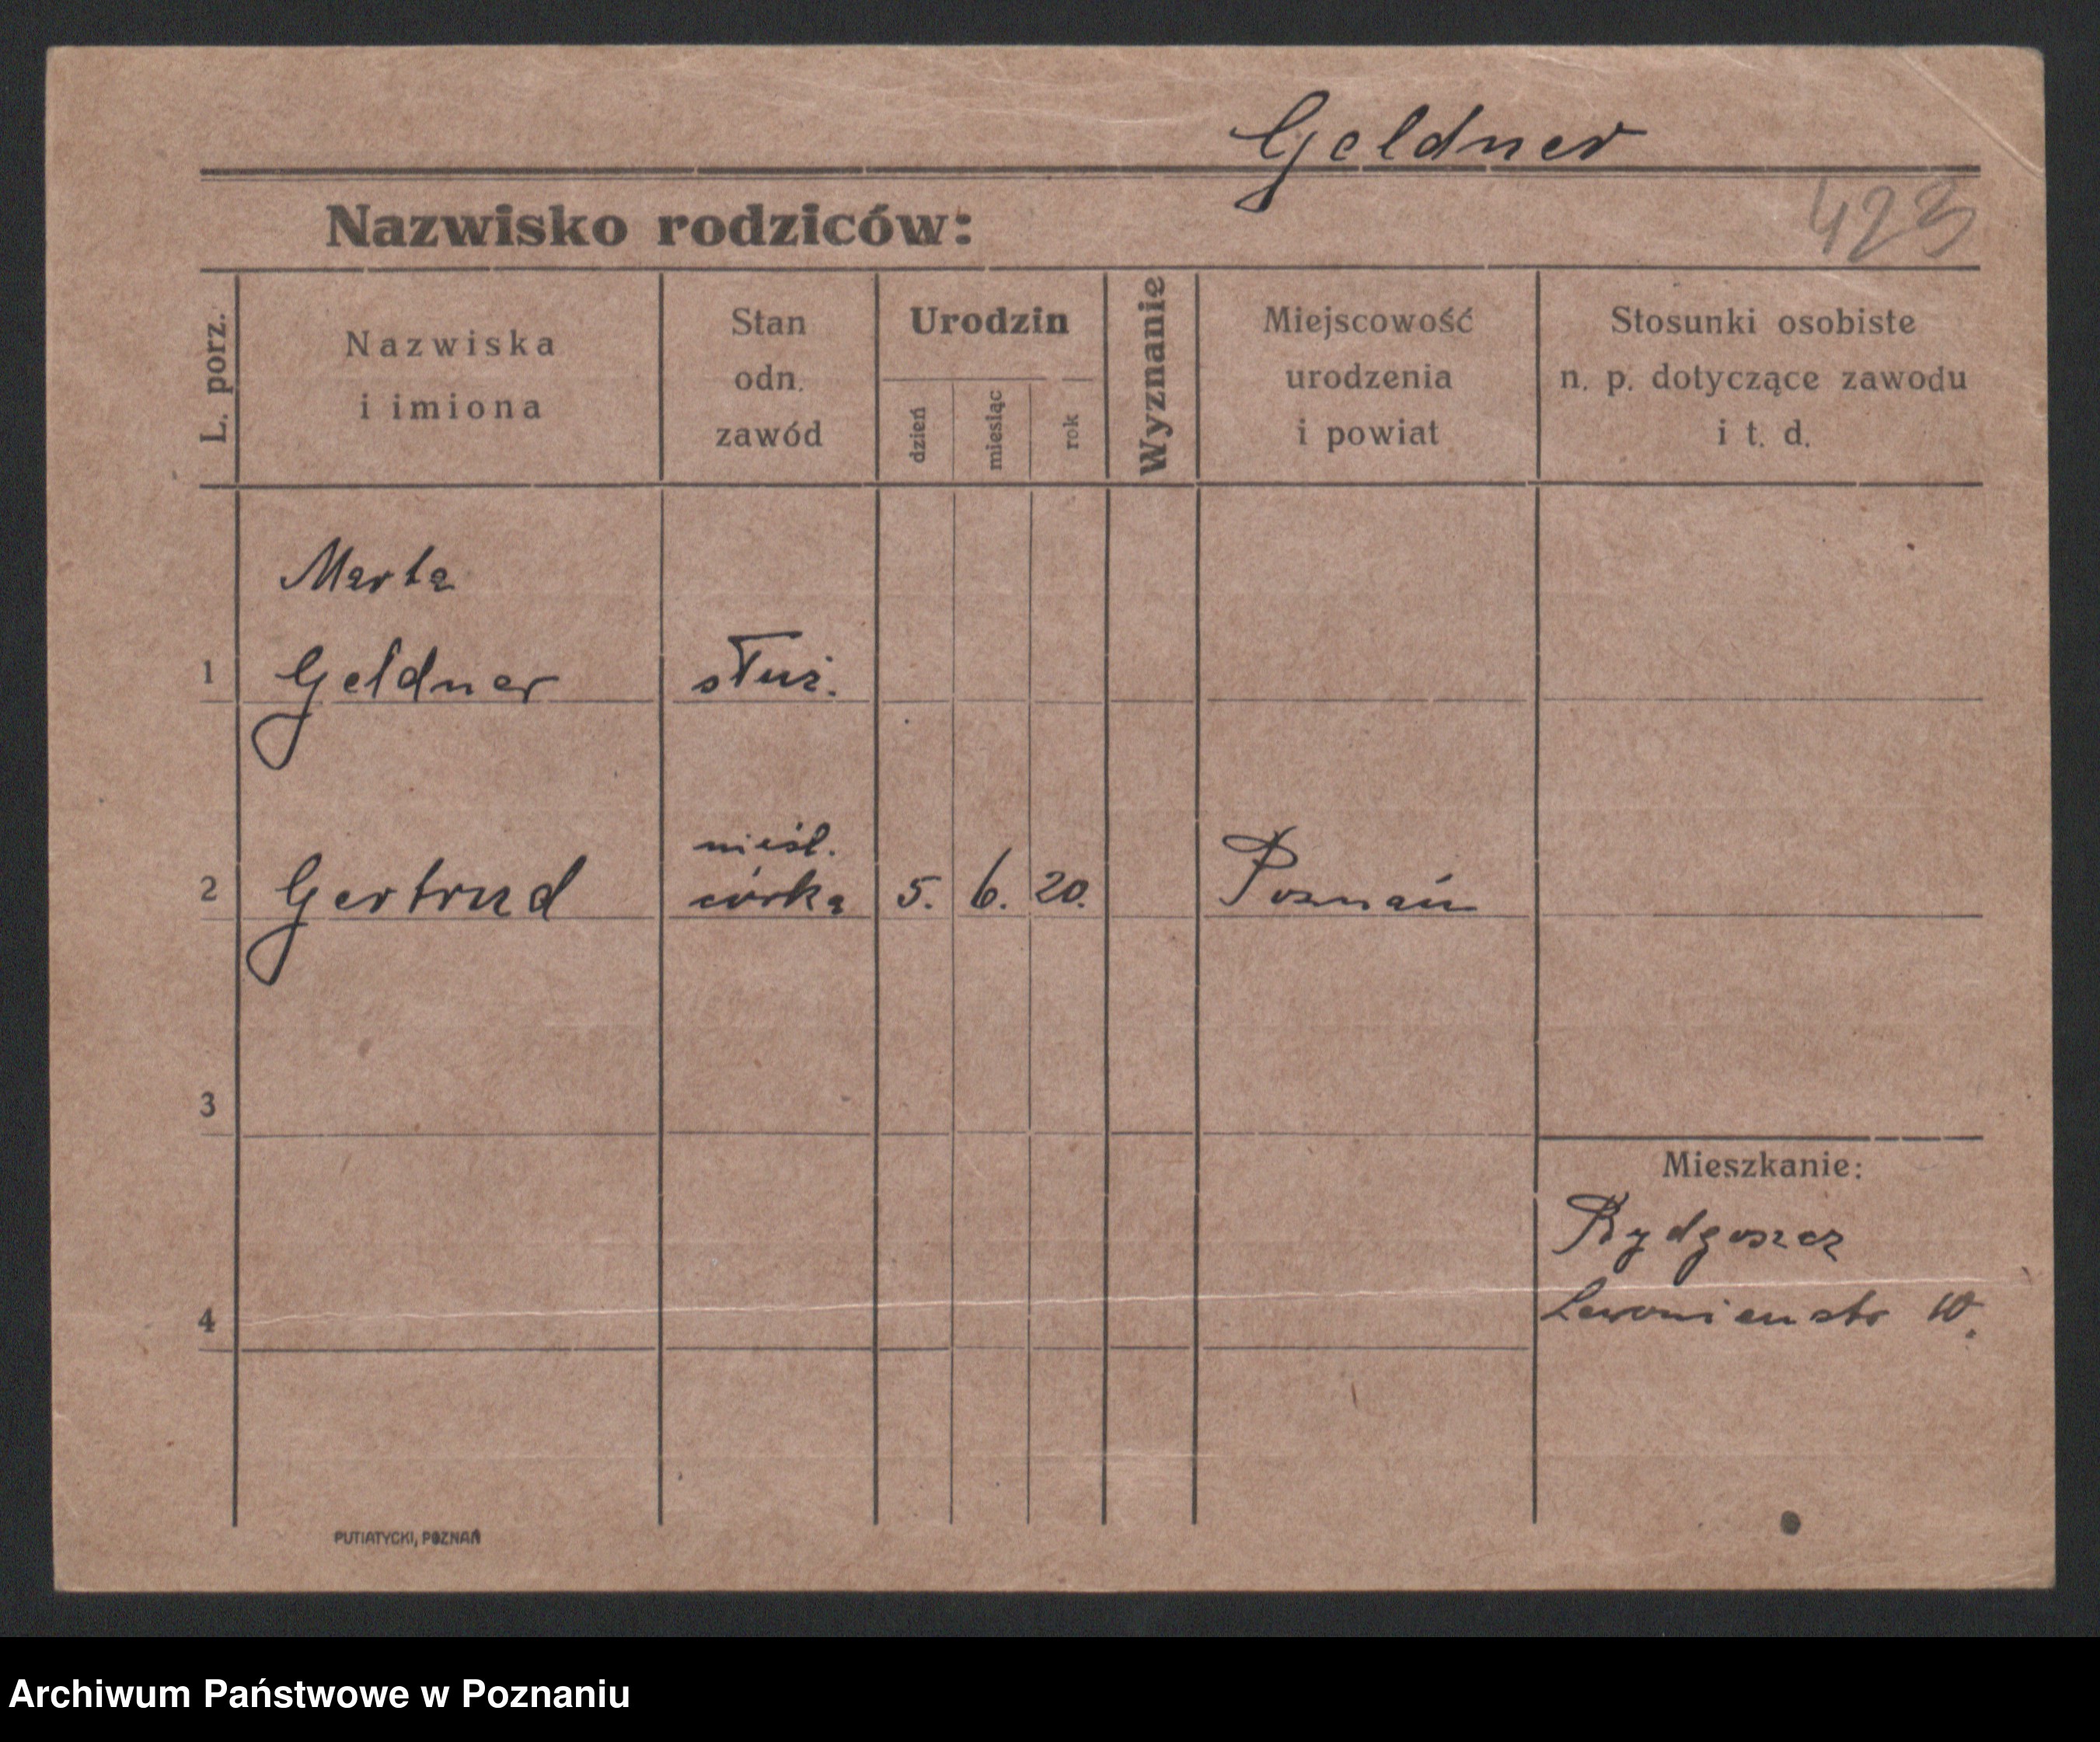 Geldner
423
Nazwisko rodziców:
L. porz.
Nazwiska
i imiona
Stan
odn.
zawód
Urodzin
dzień
miesiąc
rok
Wyznanie
Miejscowość
urodzenia
i powiat
Stosunki osobiste
n. p. dotyczące zawodu
i t. d.
Marta
1 Geldner służ.
nieśl.
2 Gertrud córka 5. 6. 20. Poznań
3
Mieszkanie:
Bydgoszcz
4
10.
PUTIATYCKI, POZNAŃ
Archiwum Państwowe w Poznaniu